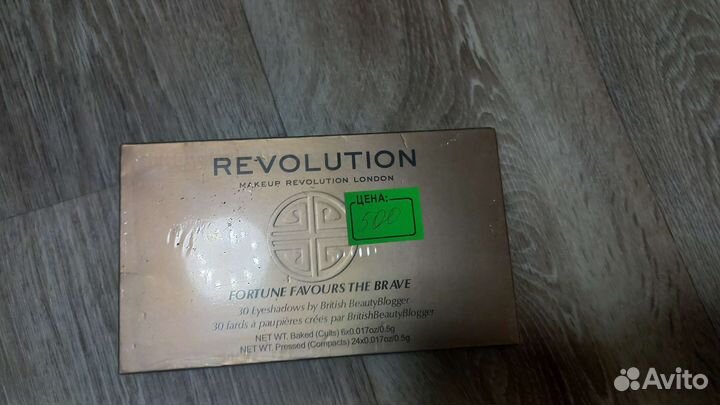 REVOLUTION
MAKEUP REVOLUTION LONDON
ЦЕНА:
500
FORTUNE FAVOURS THE BRAVE
30 Eyeshadows by British BeautyBlogger
30 fards à paupières créées par BritishBeautyBlogger
NET WT. Baked (Cuits) 6x0.017oz/0.5g
NET WT. Pressed (Compacts) 24x0.017oz/0.5g
Avito